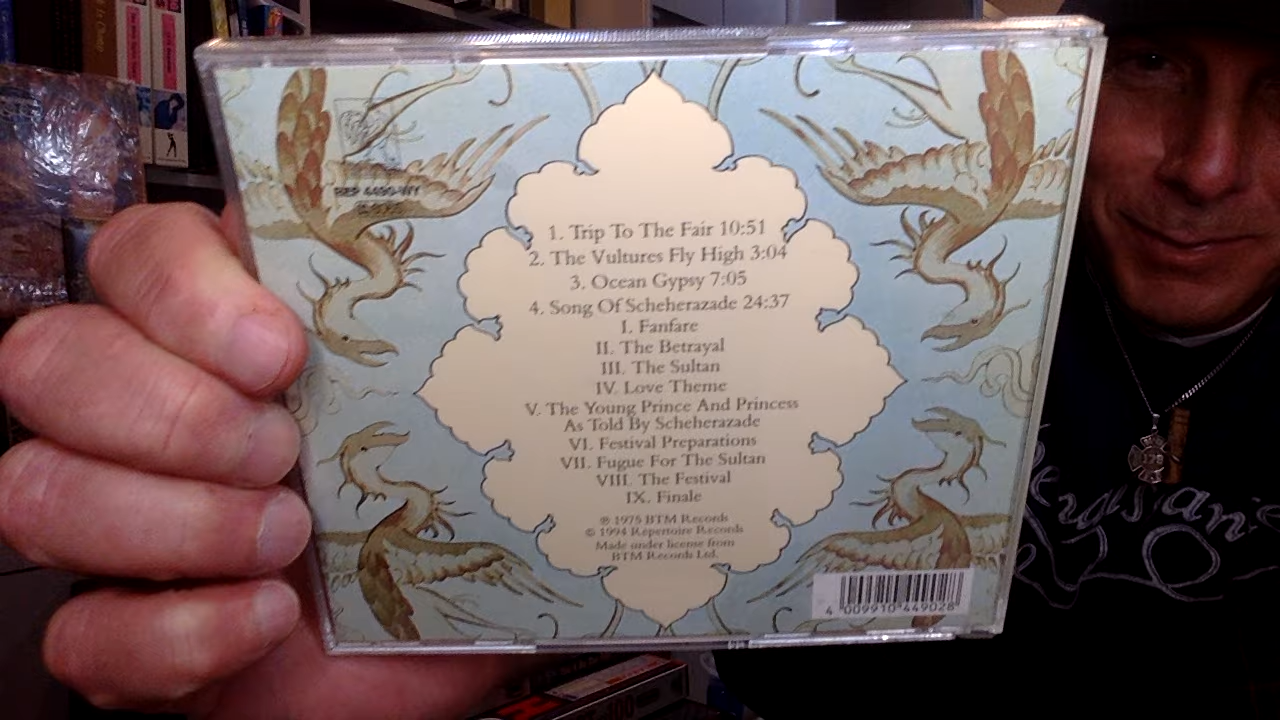 REP 4490-WY
1. Trip To The Fair 10:51
2. The Vultures Fly High 3:04
3. Ocean Gypsy 7:05
4. Song Of Scheherazade 24:37
I. Fanfare
II. The Betrayal
III. The Sultan
IV. Love Theme
V. The Young Prince And Princess
As Told By Scheherazade
VI. Festival Preparations
VII. Fugue For The Sultan
VIII. The Festival
IX. Finale
℗ 1975 BTM Records
© 1994 Repertoire Records
Made under license from
BTM Records Ltd.
4 009910 449028